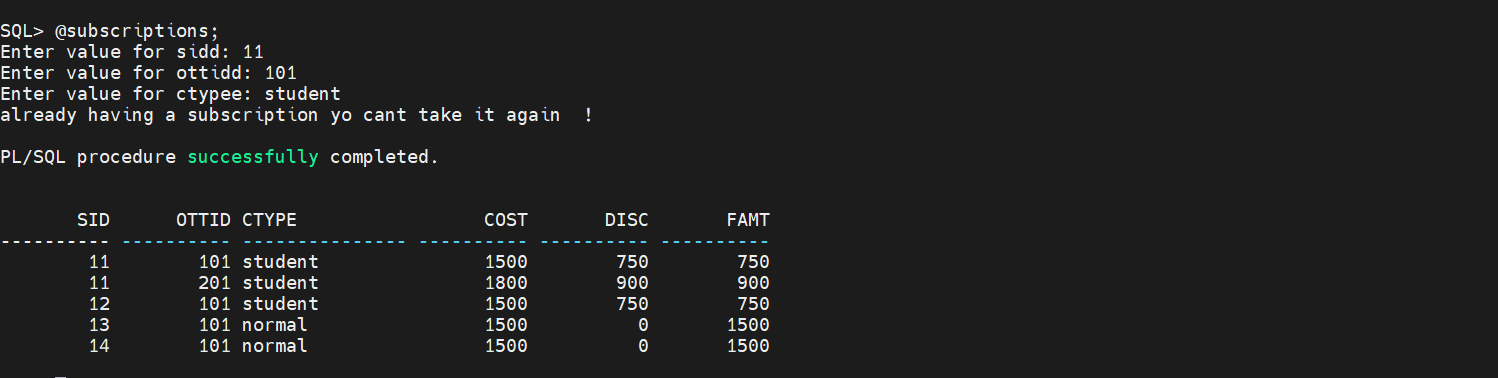 SQL> @subscriptions;
Enter value for sidd: 11
Enter value for ottidd: 101
Enter value for ctypee: student
already having a subscription yo cant take it again  !
PL/SQL procedure successfully completed.
       SID      OTTID CTYPE                 COST       DISC       FAMT
---------- ---------- --------------- ---------- ---------- ----------
        11        101 student               1500        750        750
        11        201 student               1800        900        900
        12        101 student               1500        750        750
        13        101 normal                1500          0       1500
        14        101 normal                1500          0       1500